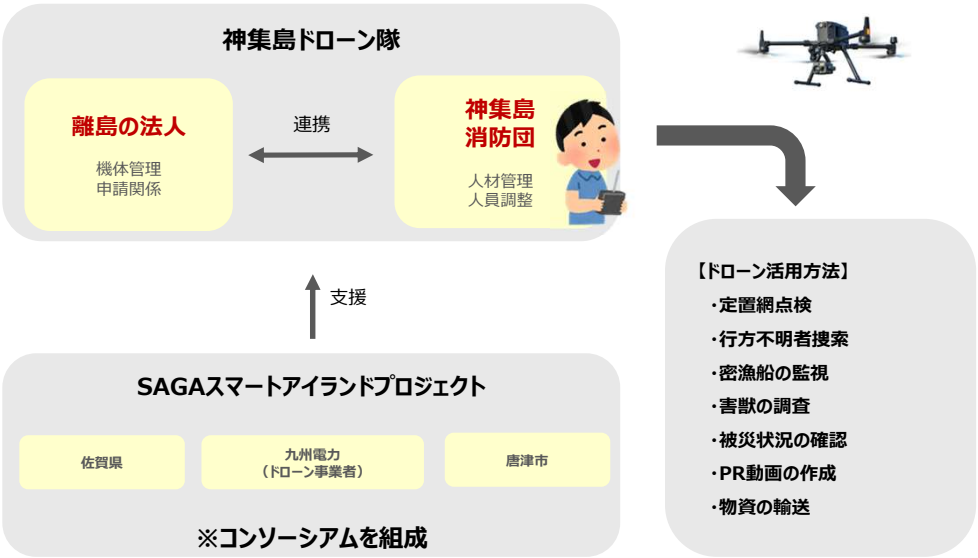 神集島ドローン隊
離島の法人
機体管理
申請関係
連携
神集島
消防団
人材管理
人員調整
支援
SAGAスマートアイランドプロジェクト
佐賀県
九州電力
（ドローン事業者）
唐津市
※コンソーシアムを組成
【ドローン活用方法】
・定置網点検
・行方不明者捜索
・密漁船の監視
・害獣の調査
・被災状況の確認
・PR動画の作成
・物資の輸送